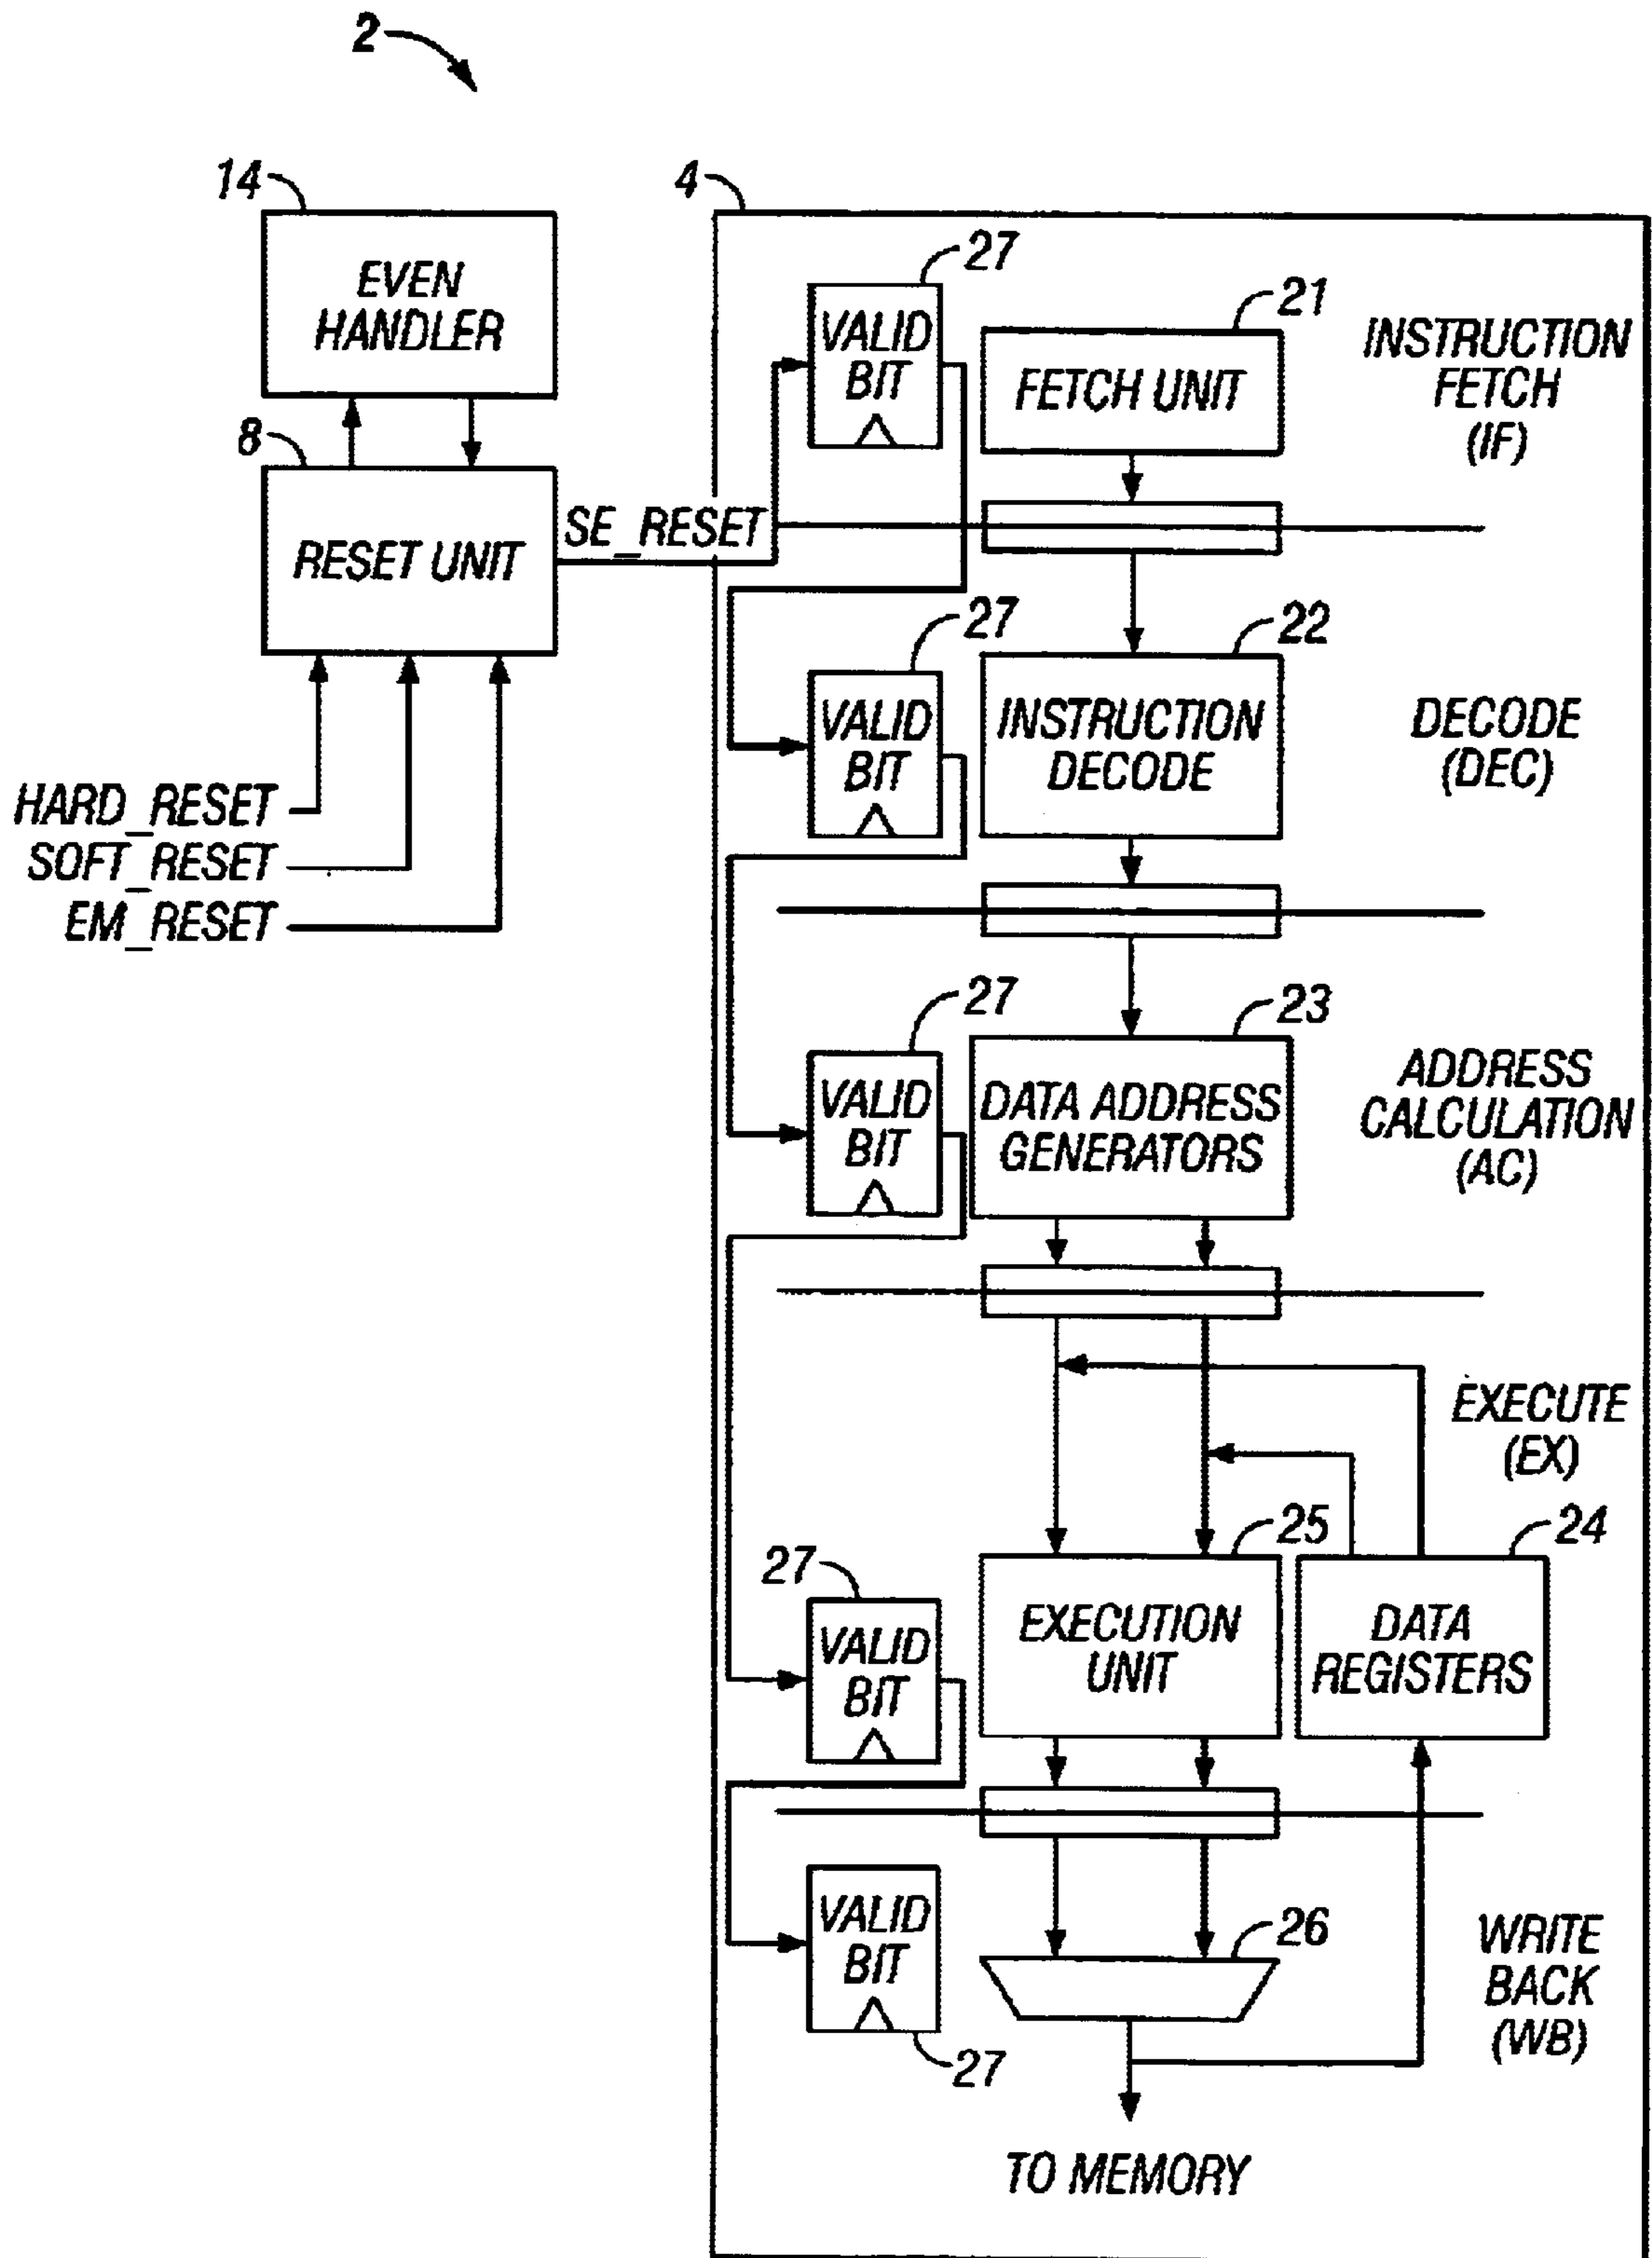 2
14
EVEN
HANDLER
8
RESET UNIT
SE_RESET
HARD_RESET
SOFT_RESET
EM_RESET
4
27
VALID
BIT
21
FETCH UNIT
INSTRUCTION
FETCH
(IF)
27
VALID
BIT
22
INSTRUCTION
DECODE
DECODE
(DEC)
27
VALID
BIT
23
DATA ADDRESS
GENERATORS
ADDRESS
CALCULATION
(AC)
EXECUTE
(EX)
27
VALID
BIT
25
EXECUTION
UNIT
24
DATA
REGISTERS
VALID
BIT
27
26
WRITE
BACK
(WB)
TO MEMORY